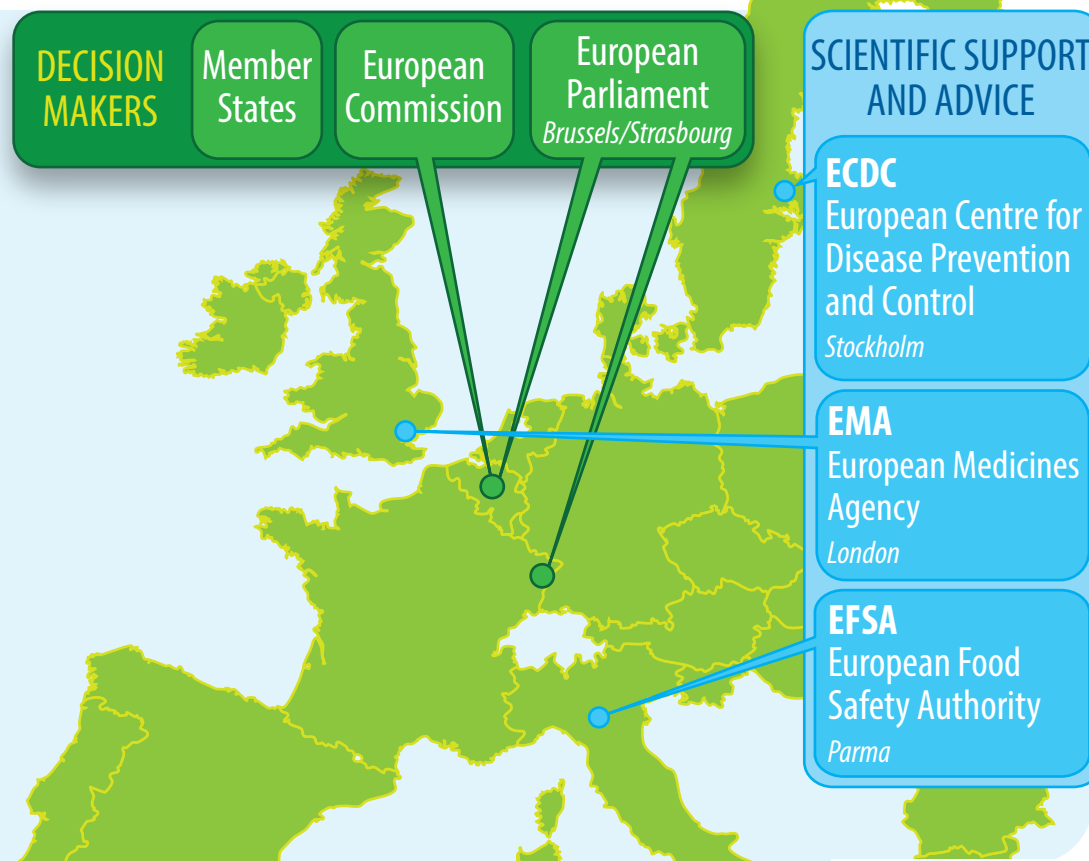 DECISION
MAKERS
Member
States
European
Commission
European
Parliament
Brussels/Strasbourg
SCIENTIFIC SUPPORT
AND ADVICE
ECDC
European Centre for
Disease Prevention
and Control
Stockholm
EMA
European Medicines
Agency
London
EFSA
European Food
Safety Authority
Parma